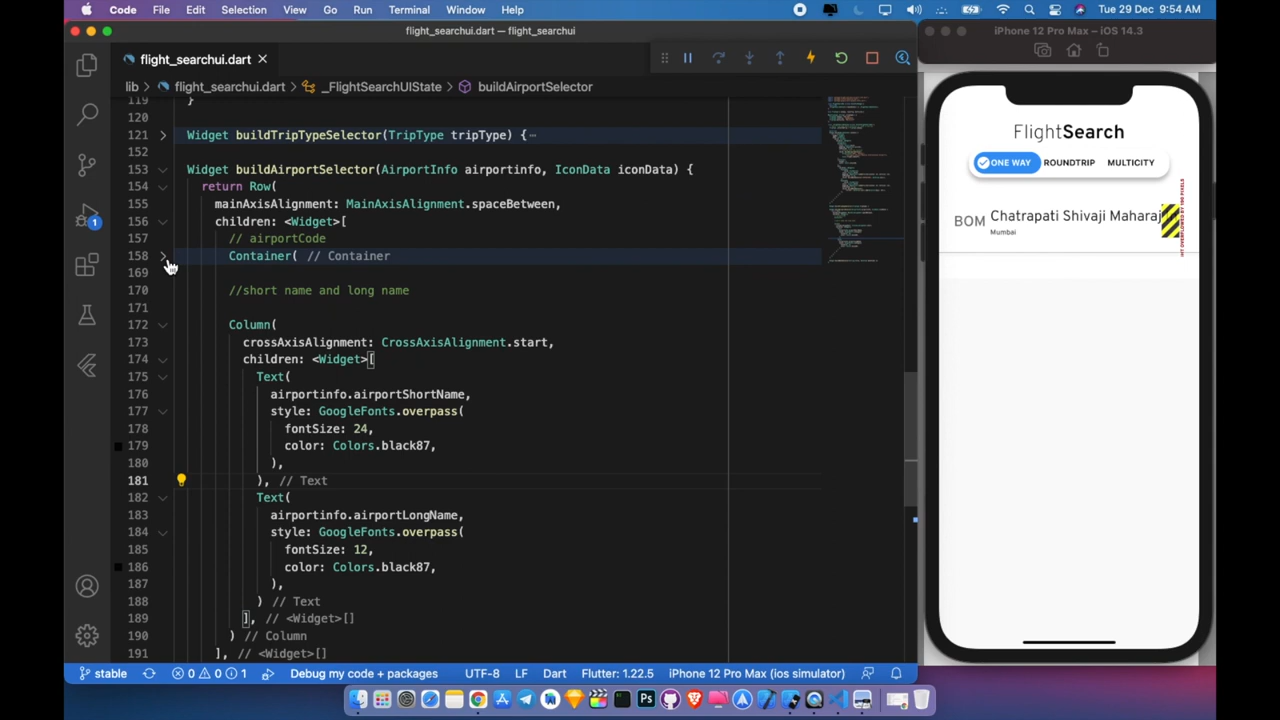 Code File Edit Selection View Go Run Terminal Window Help Tue 29 Dec 9:54 AM
flight_searchui.dart — flight_searchui
iPhone 12 Pro Max – iOS 14.3
flight_searchui.dart
lib > flight_searchui.dart > _FlightSearchUIState > buildAirportSelector
119 }
120
121 Widget buildTripTypeSelector(TripType tripType) {
152
153 Widget buildAirportSelector(AirportInfo airportinfo, IconData iconData) {
154 return Row(
155 mainAxisAlignment: MainAxisAlignment.spaceBetween,
156 children: <Widget>[
157 // airportCode
158 Container( // Container
169
170 //short name and long name
171
172 Column(
173 crossAxisAlignment: CrossAxisAlignment.start,
174 children: <Widget>[
175 Text(
176 airportinfo.airportShortName,
177 style: GoogleFonts.overpass(
178 fontSize: 24,
179 color: Colors.black87,
180 ),
181 ), // Text
182 Text(
183 airportinfo.airportLongName,
184 style: GoogleFonts.overpass(
185 fontSize: 12,
186 color: Colors.black87,
187 ),
188 ) // Text
189 ], // <Widget>[]
190 ) // Column
191 ], // <Widget>[]
1
stable 0 0 1 Debug my code + packages UTF-8 LF Dart Flutter: 1.22.5 iPhone 12 Pro Max (ios simulator)
FlightSearch
ONE WAY ROUNDTRIP MULTICITY
BOM Chatrapati Shivaji Maharaj
Mumbai
Ps